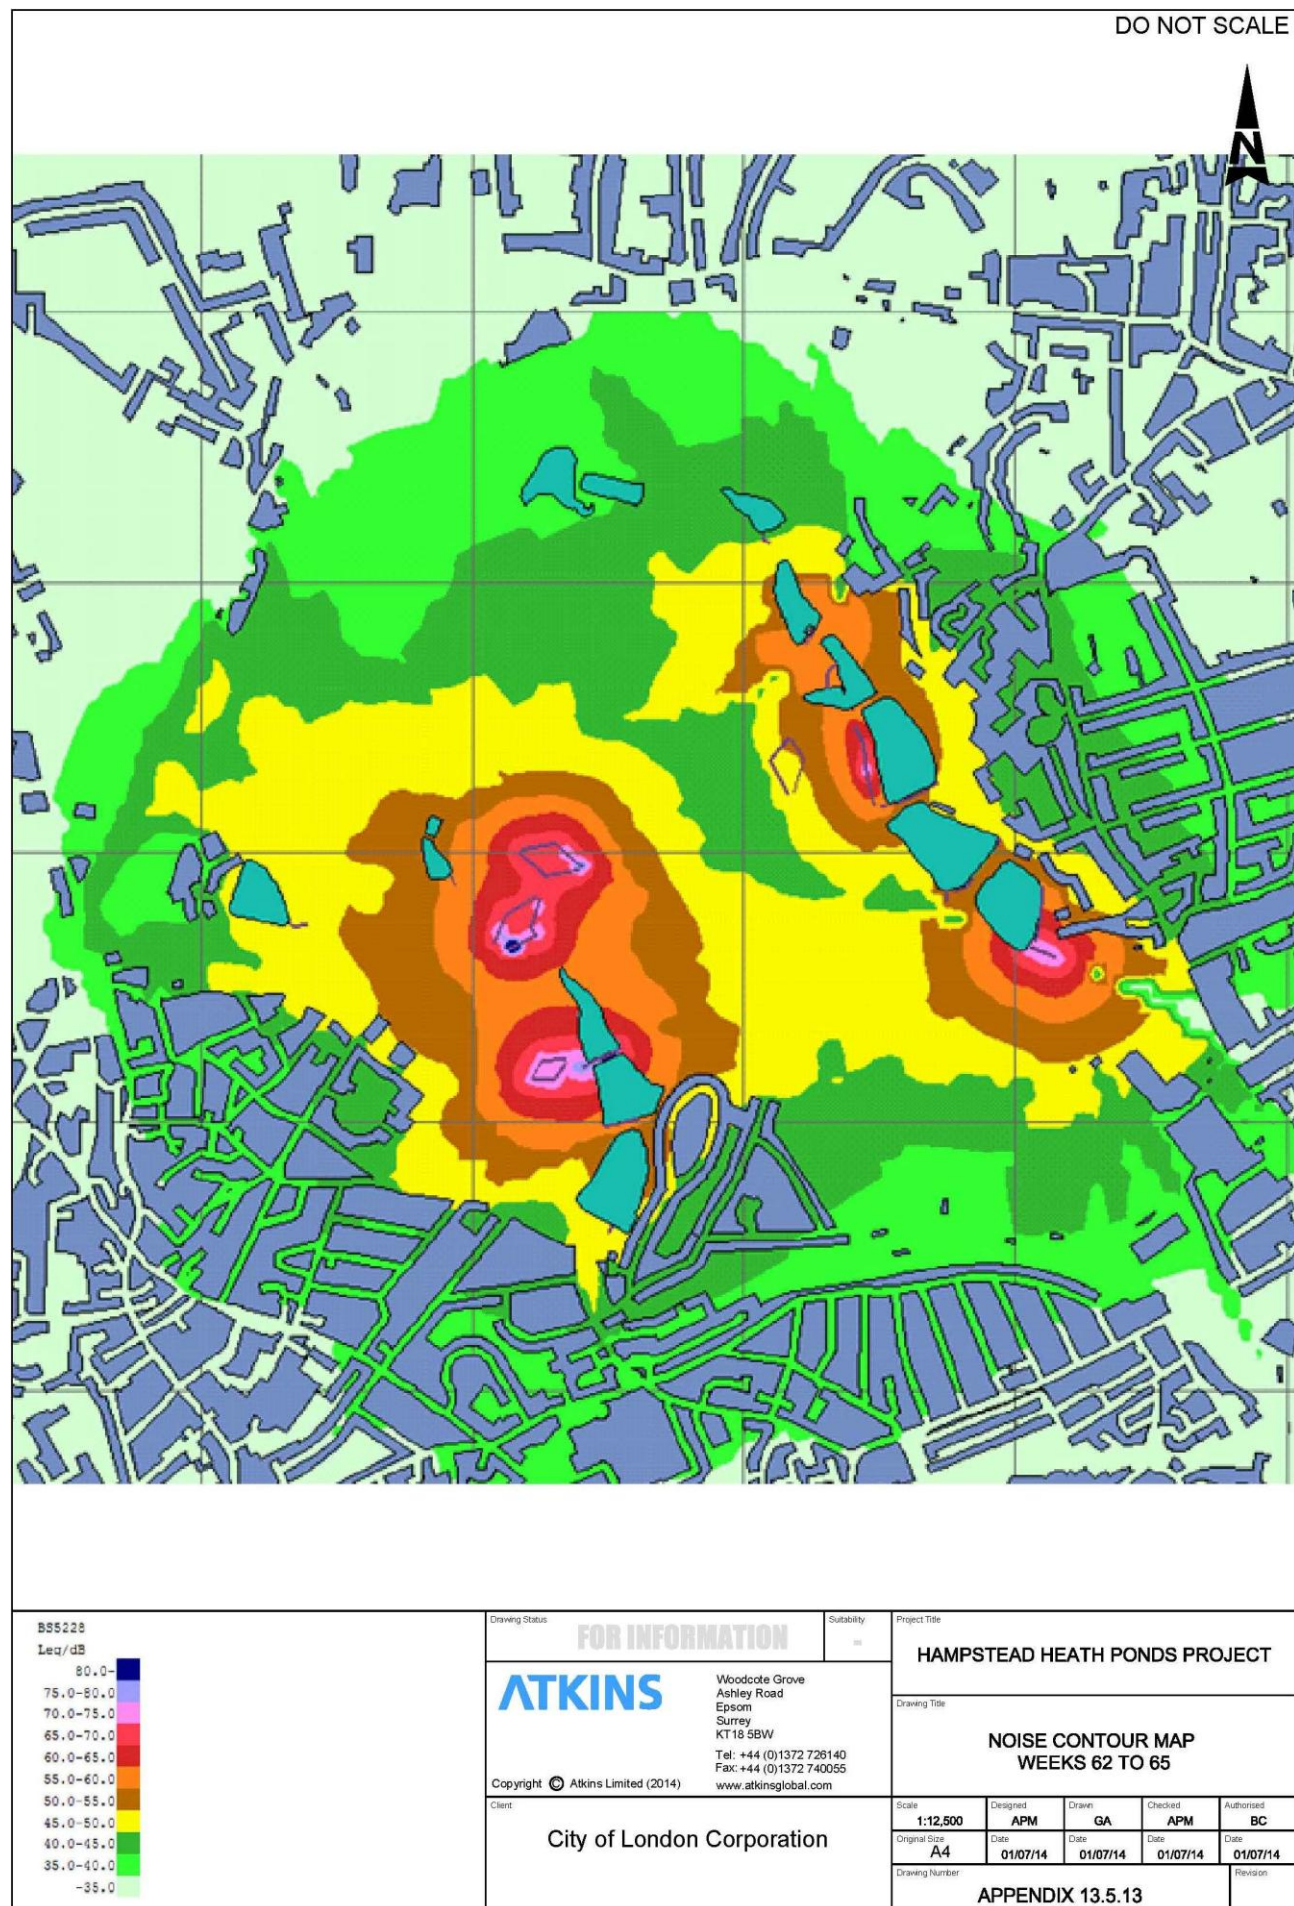 DO NOT SCALE
N
BS5228
Leq/dB
80.0-
75.0-80.0
70.0-75.0
65.0-70.0
60.0-65.0
55.0-60.0
50.0-55.0
45.0-50.0
40.0-45.0
35.0-40.0
-35.0
Drawing Status
FOR INFORMATION
Suitability
-
ATKINS
Woodcote Grove
Ashley Road
Epsom
Surrey
KT18 5BW
Tel: +44 (0)1372 726140
Fax: +44 (0)1372 740055
www.atkinsglobal.com
Copyright © Atkins Limited (2014)
Client
City of London Corporation
Project Title
HAMPSTEAD HEATH PONDS PROJECT
Drawing Title
NOISE CONTOUR MAP
WEEKS 62 TO 65
Scale
1:12,500
Designed
APM
Drawn
GA
Checked
APM
Authorised
BC
Original Size
A4
Date
01/07/14
Date
01/07/14
Date
01/07/14
Date
01/07/14
Drawing Number
APPENDIX 13.5.13
Revision